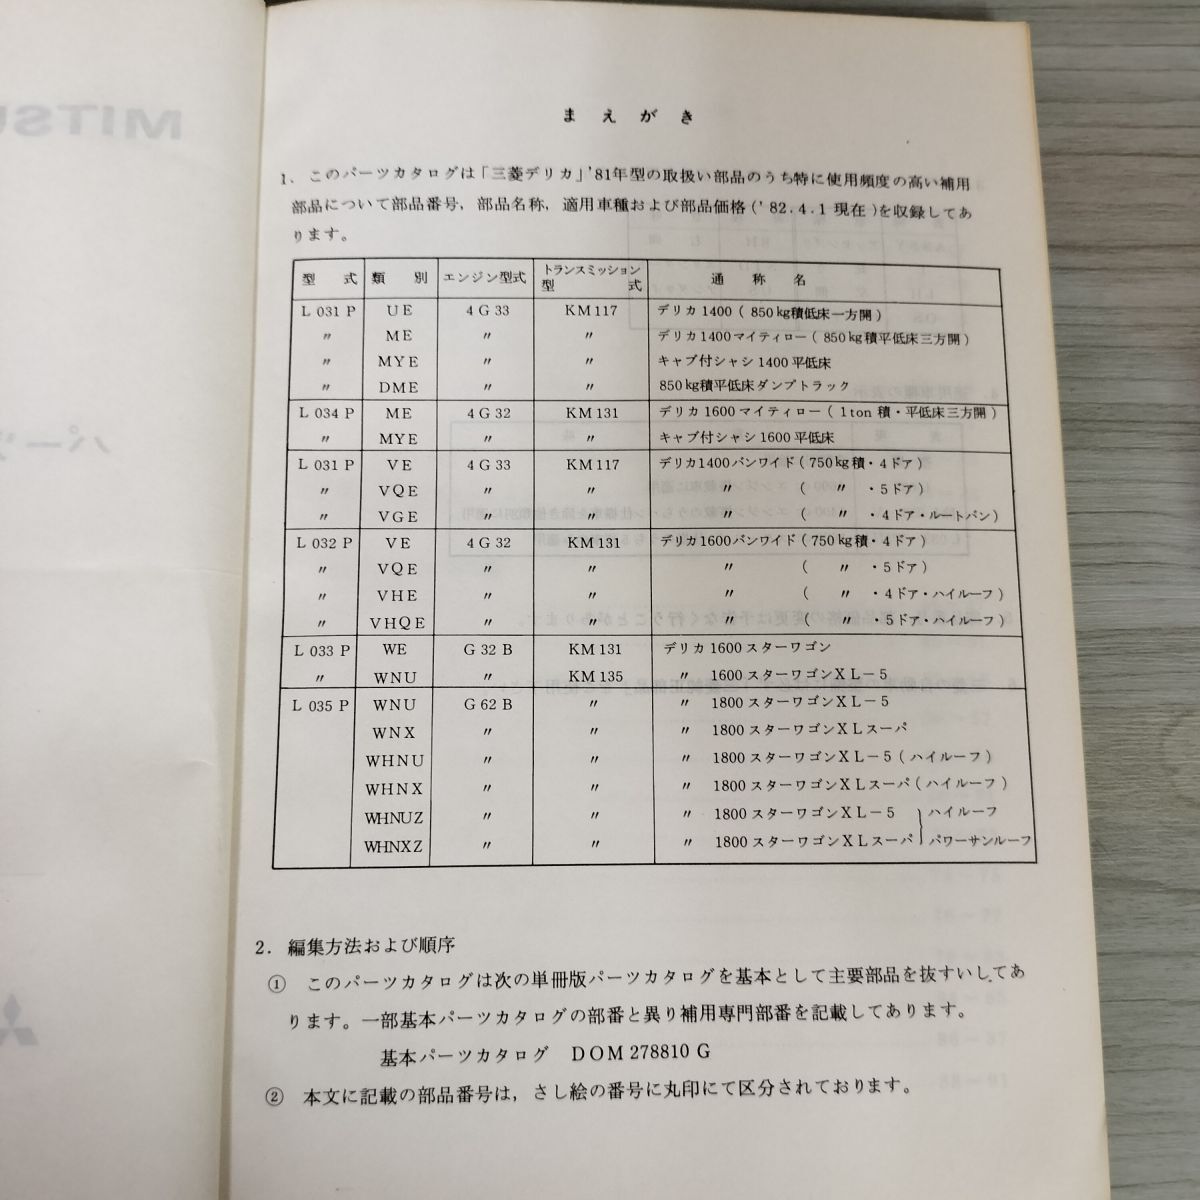 MITSU
まえがき
1. このパーツカタログは「三菱デリカ」'81年型の取扱い部品のうち特に使用頻度の高い補用
部品について部品番号，部品名称，適用車種および部品価格（'82.4.1現在）を収録してあ
ります。
型式 類別 エンジン型式 トランスミッション型式 通称名
L031P UE 4G33 KM117 デリカ1400（850kg積低床一方開）
〃 ME 〃 〃 デリカ1400マイティロー（850kg積平低床三方開）
〃 MYE 〃 〃 キャブ付シャシ1400平低床
〃 DME 〃 〃 850kg積平低床ダンプトラック
L034P ME 4G32 KM131 デリカ1600マイティロー（1ton積・平低床三方開）
〃 MYE 〃 〃 キャブ付シャシ1600平低床
L031P VE 4G33 KM117 デリカ1400バンワイド（750kg積・4ドア）
〃 VQE 〃 〃 〃（〃・5ドア）
〃 VGE 〃 〃 〃（〃・4ドア・ルートバン）
L032P VE 4G32 KM131 デリカ1600バンワイド（750kg積・4ドア）
〃 VQE 〃 〃 〃（〃・5ドア）
〃 VHE 〃 〃 〃（〃・4ドア・ハイルーフ）
〃 VHQE 〃 〃 〃（〃・5ドア・ハイルーフ）
L033P WE G32B KM131 デリカ1600スターワゴン
〃 WNU 〃 KM135 〃 1600スターワゴンXL-5
L035P WNU G62B 〃 〃 1800スターワゴンXL-5
WNX 〃 〃 〃 1800スターワゴンXLスーパ
WHNU 〃 〃 〃 1800スターワゴンXL-5（ハイルーフ）
WHNX 〃 〃 〃 1800スターワゴンXLスーパ（ハイルーフ）
WHNUZ 〃 〃 〃 1800スターワゴンXL-5 ハイルーフ
WHNXZ 〃 〃 〃 1800スターワゴンXLスーパ パワーサンルーフ
2. 編集方法および順序
① このパーツカタログは次の単冊版パーツカタログを基本として主要部品を抜すいしてあ
ります。一部基本パーツカタログの部番と異り補用専門部番を記載してあります。
基本パーツカタログ DOM278810G
② 本文に記載の部品番号は，さし絵の番号に丸印にて区分されております。